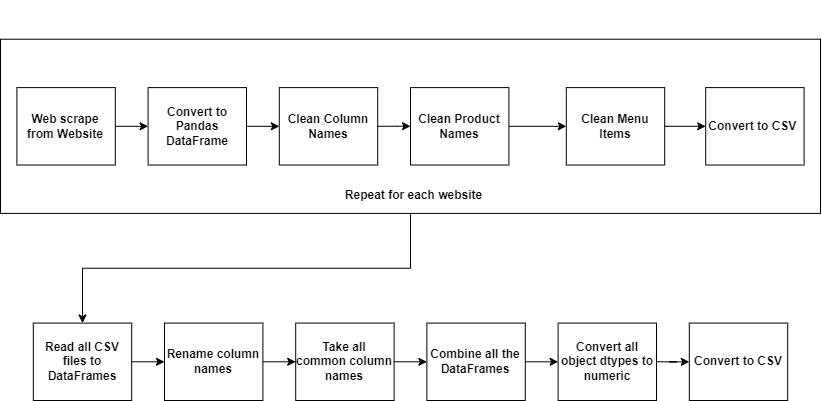 Web scrape
from Website
Convert to
Pandas
DataFrame
Clean Column
Names
Clean Product
Names
Clean Menu
Items
Convert to CSV
Repeat for each website
Read all CSV
files to
DataFrames
Rename column
names
Take all
common column
names
Combine all the
DataFrames
Convert all
object dtypes to
numeric
Convert to CSV